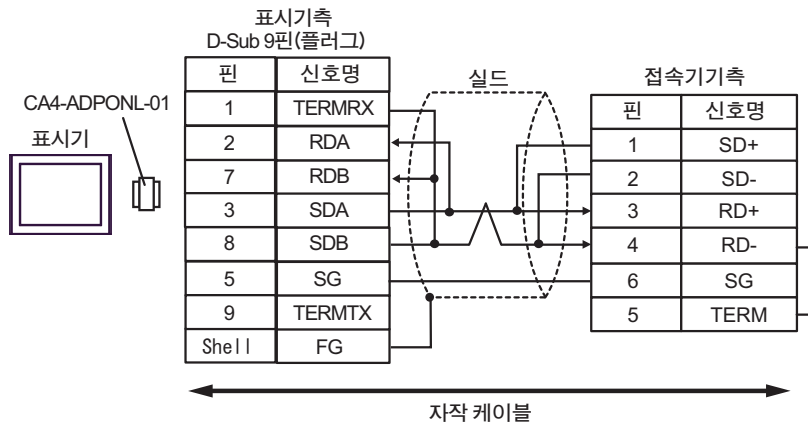 표시기측
D-Sub 9핀(플러그)
핀 신호명
1 TERMRX
2 RDA
7 RDB
3 SDA
8 SDB
5 SG
9 TERMTX
Shell FG
CA4-ADPONL-01
표시기
실드
접속기기측
핀 신호명
1 SD+
2 SD-
3 RD+
4 RD-
6 SG
5 TERM
자작 케이블